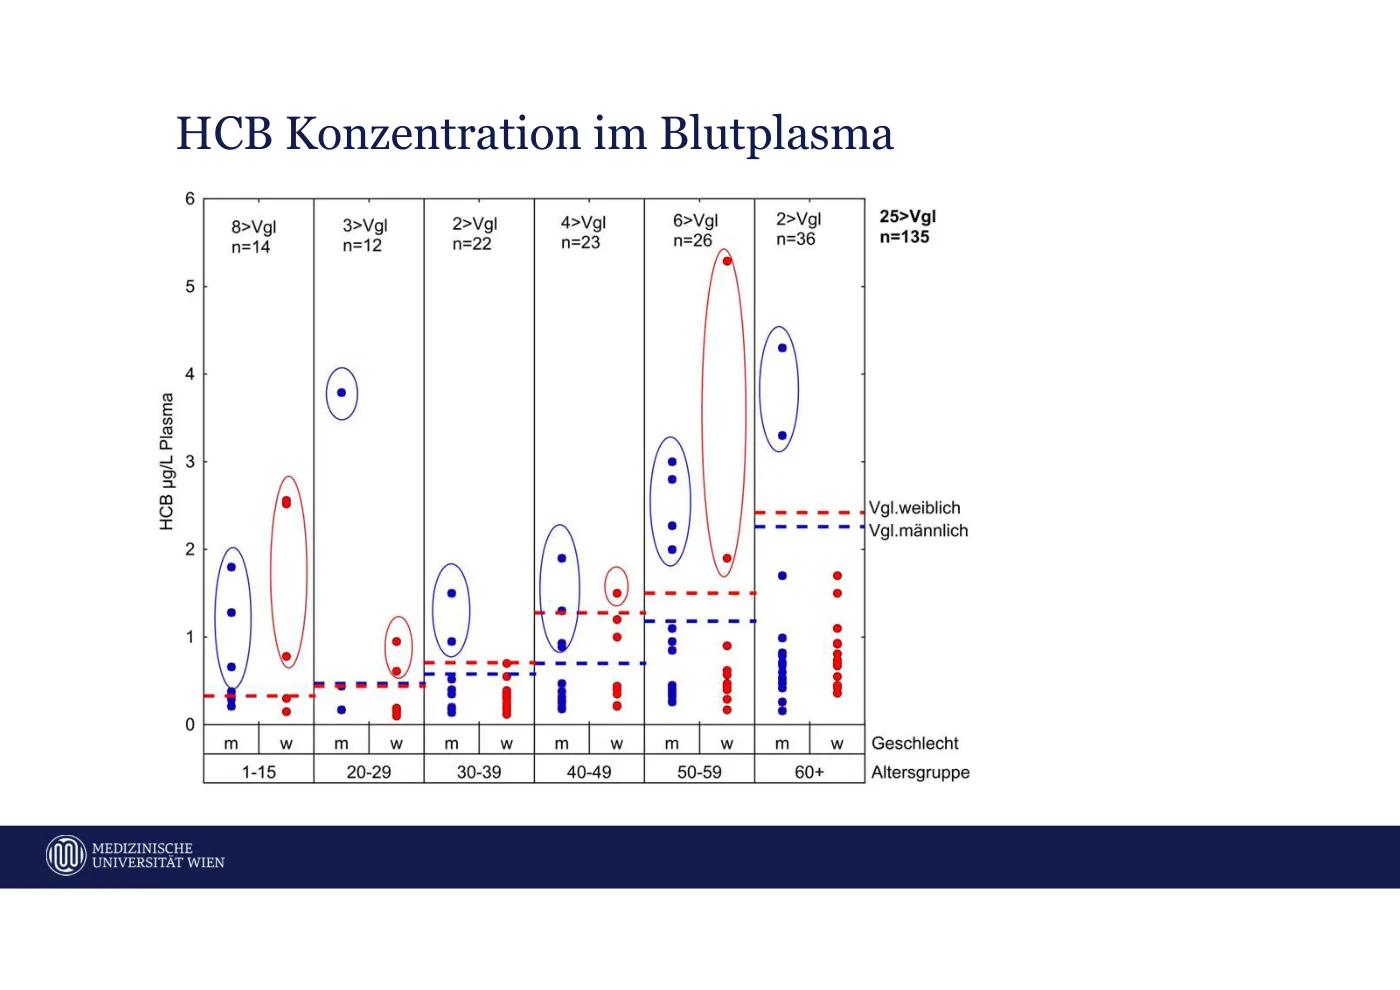 HCB Konzentration im Blutplasma
6
5
4
3
2
1
0
HCB µg/L Plasma
8>Vgl
n=14
3>Vgl
n=12
2>Vgl
n=22
4>Vgl
n=23
6>Vgl
n=26
2>Vgl
n=36
25>Vgl
n=135
Vgl.weiblich
Vgl.männlich
m w m w m w m w m w m w Geschlecht
1-15 20-29 30-39 40-49 50-59 60+ Altersgruppe
MEDIZINISCHE
UNIVERSITÄT WIEN